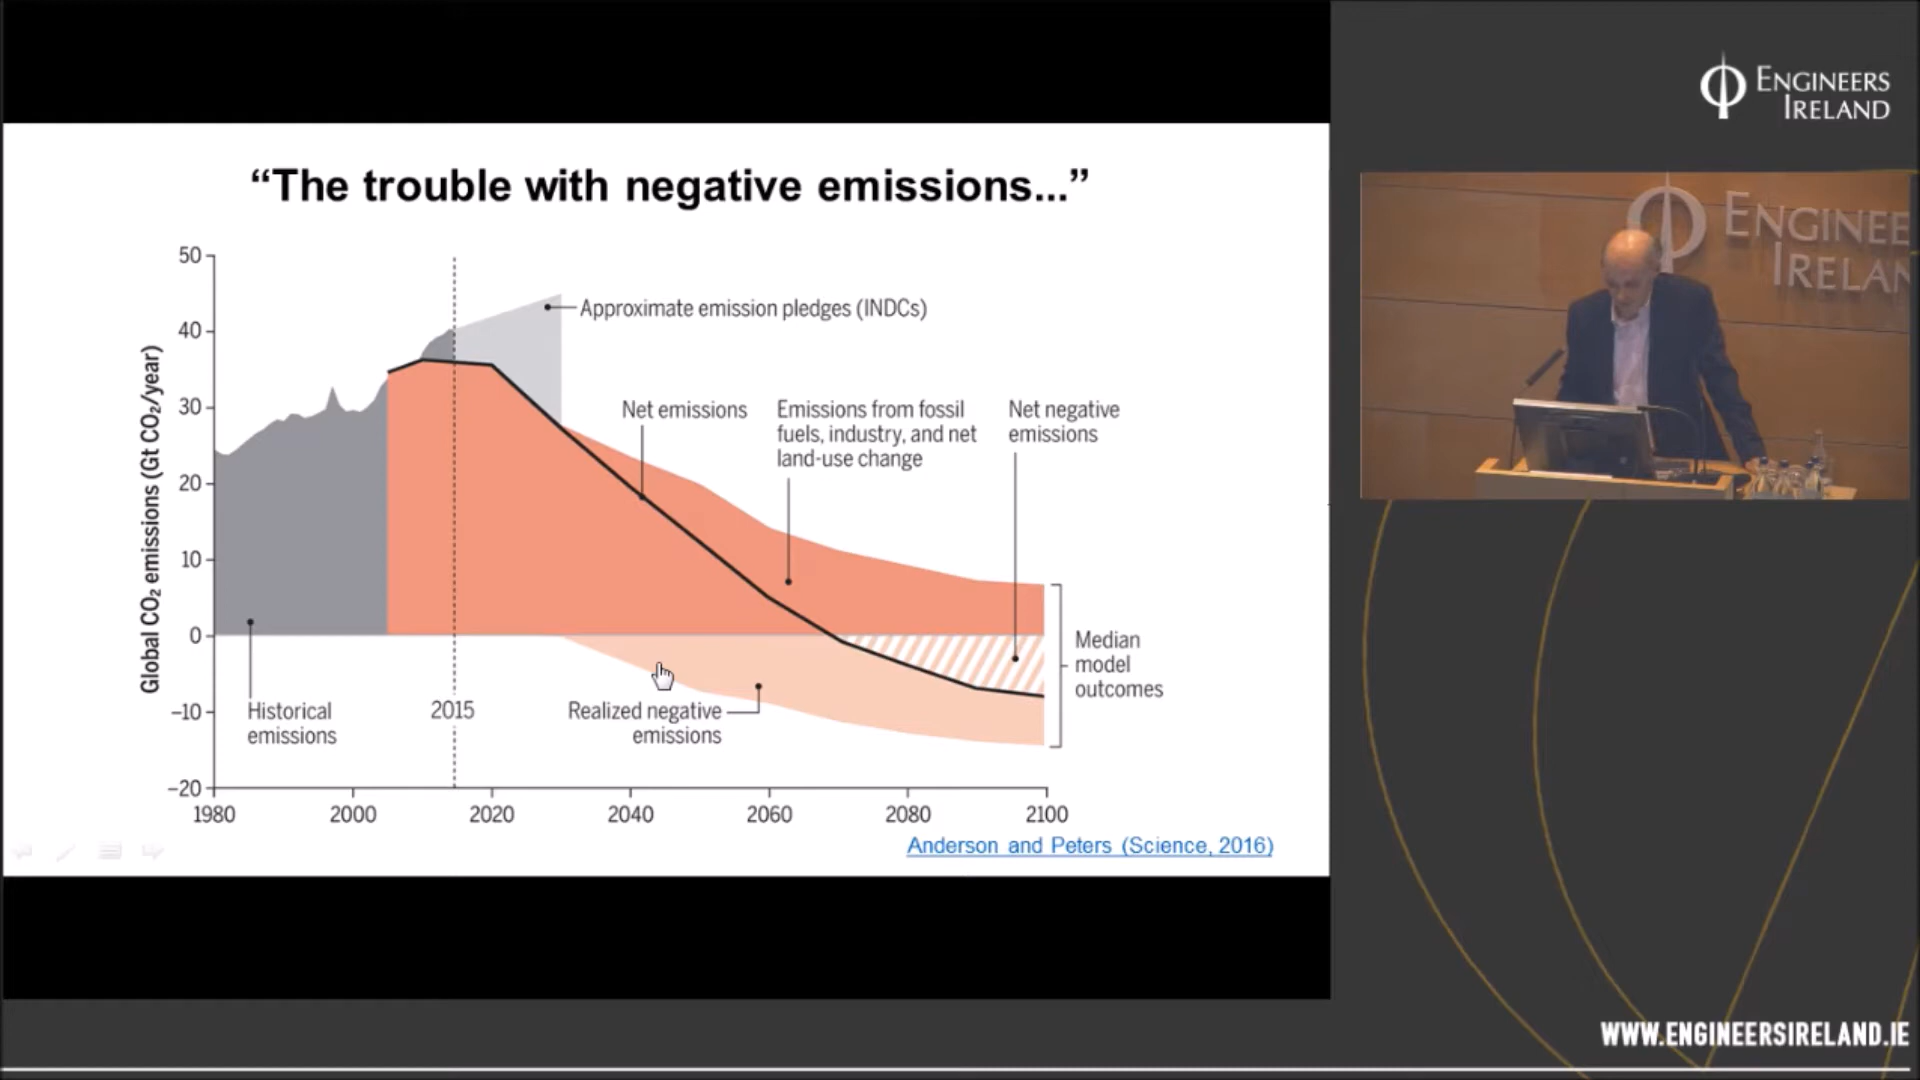 ENGINEERS
IRELAND
“The trouble with negative emissions...”
50
40
30
20
10
0
−10
−20
Global CO₂ emissions (Gt CO₂/year)
Approximate emission pledges (INDCs)
Net emissions
Emissions from fossil
fuels, industry, and net
land-use change
Net negative
emissions
Median
model
outcomes
Historical
emissions
2015
Realized negative
emissions
1980
2000
2020
2040
2060
2080
2100
Anderson and Peters (Science, 2016)
ENGINEE
IRELAN
WWW.ENGINEERSIRELAND.IE